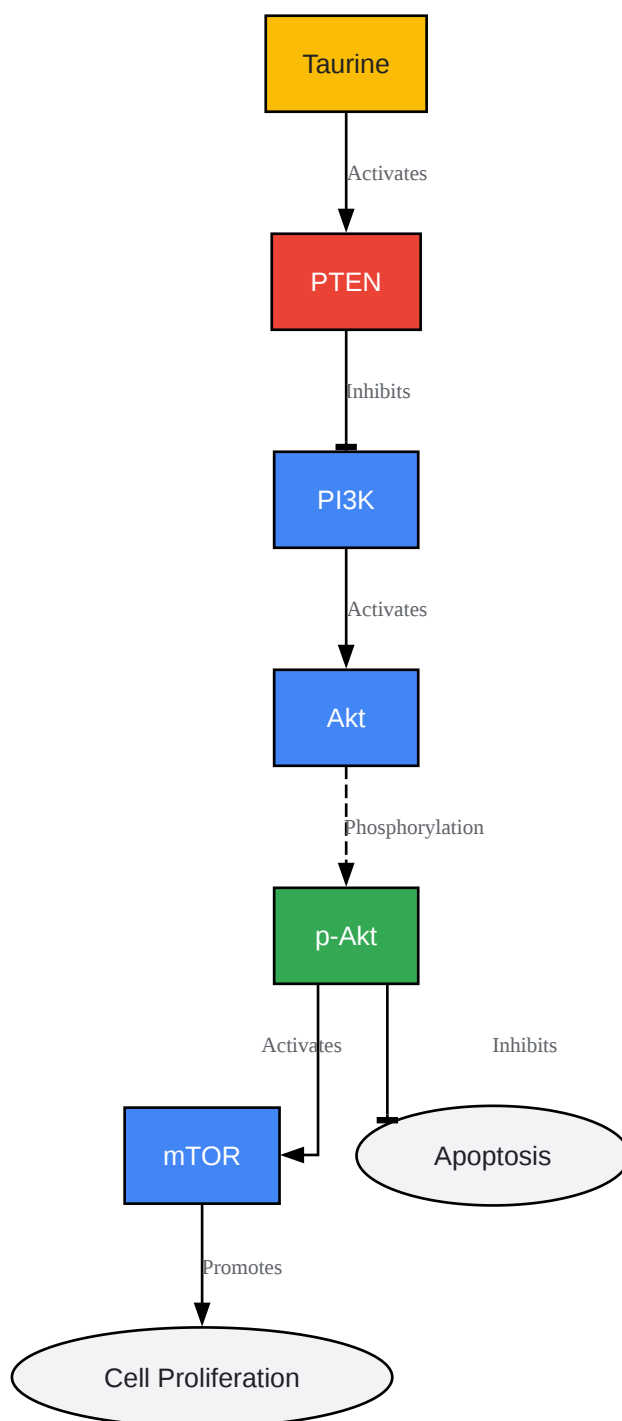 Taurine
Activates
PTEN
Inhibits
PI3K
Activates
Akt
Phosphorylation
p-Akt
Activates
Inhibits
mTOR
Apoptosis
Promotes
Cell Proliferation